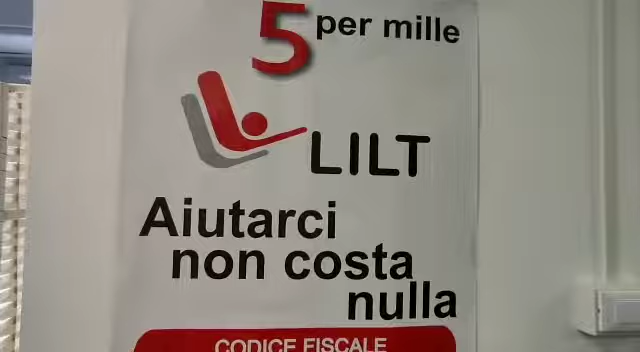 5 per mille
LILT
Aiutarci
non costa
nulla
CODICE FISCALE